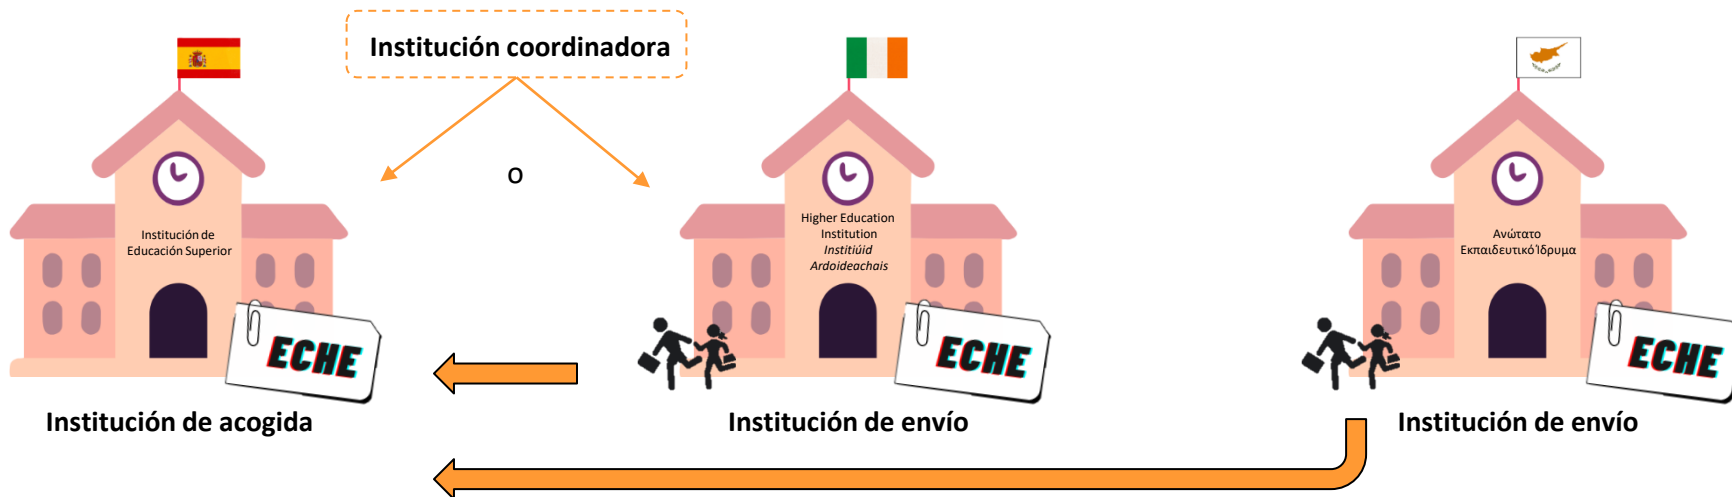 Institución coordinadora
o
Institución de
Educación Superior
Higher Education
Institution
Institiúid
Ardoideachais
Ανώτατο
Εκπαιδευτικό Ίδρυμα
ECHE
ECHE
ECHE
Institución de acogida
Institución de envío
Institución de envío